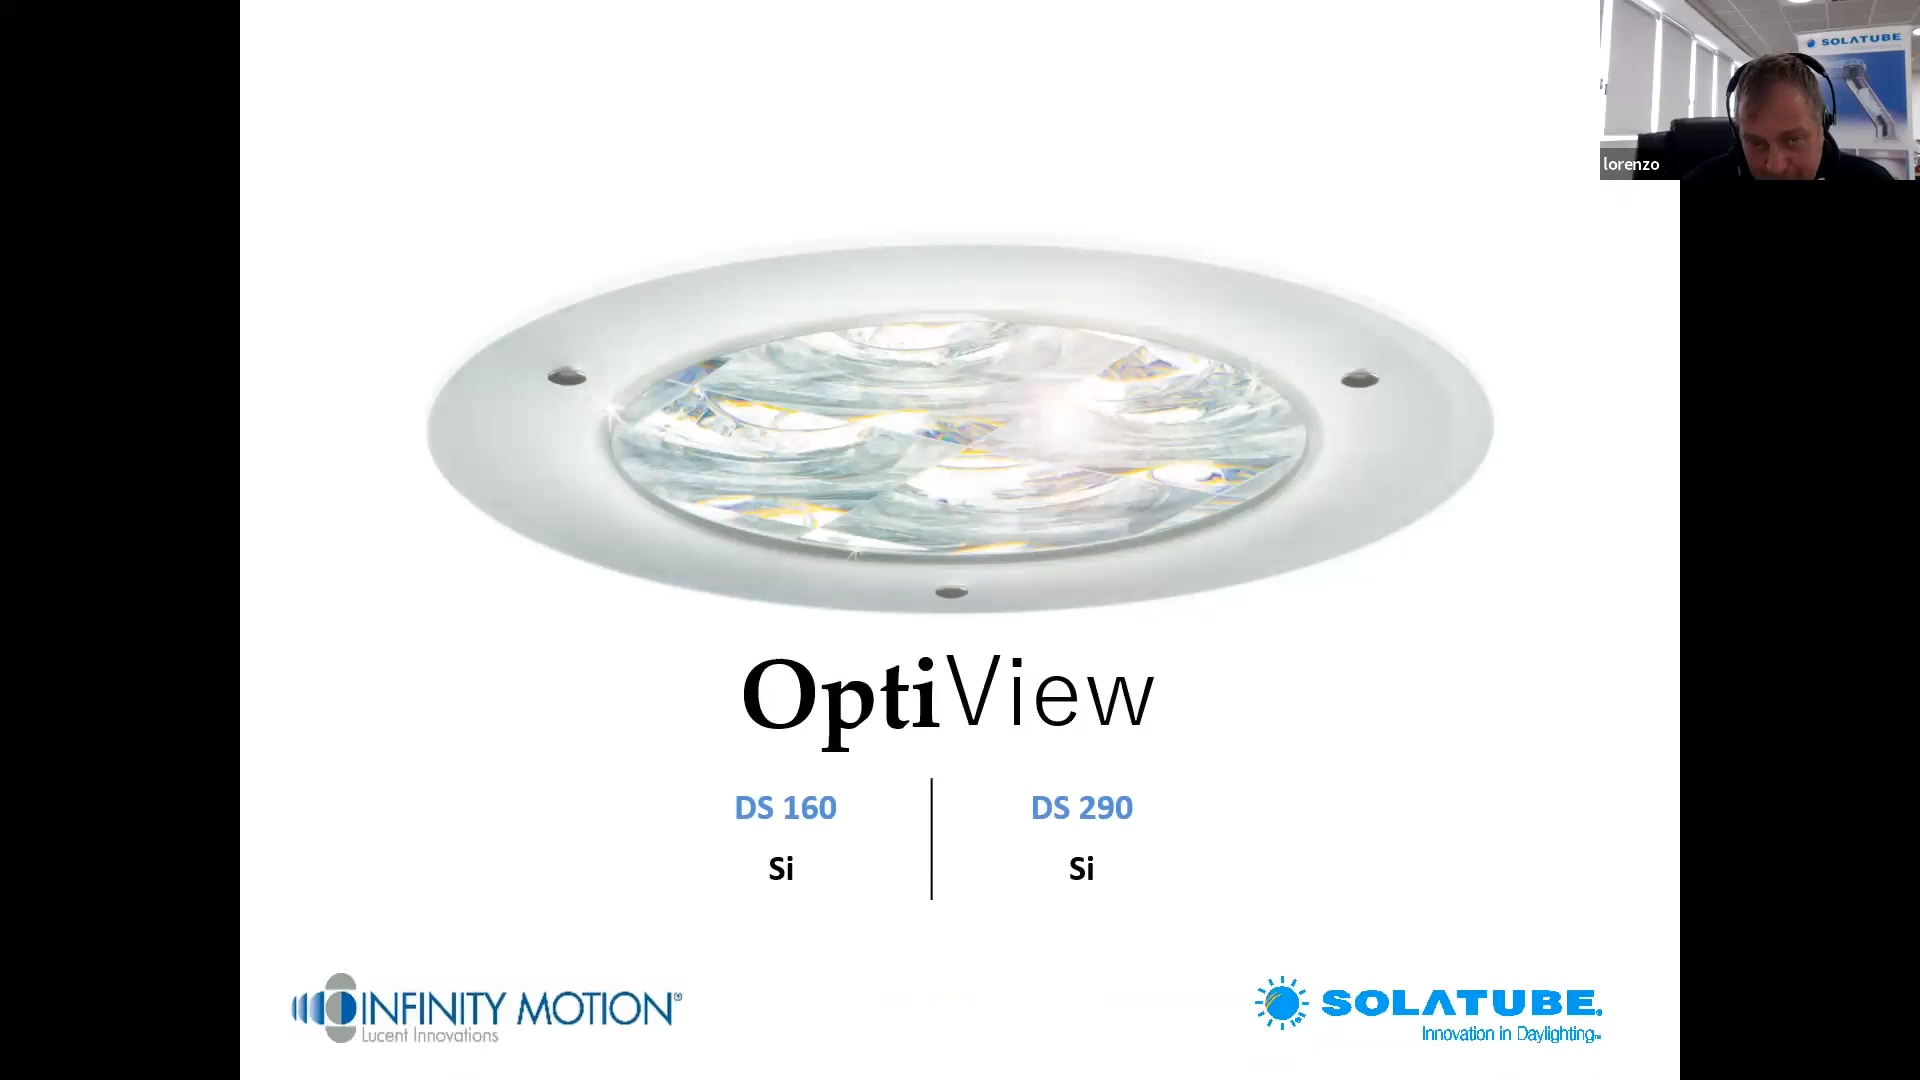 SOLATUBE
lorenzo
OptiView
DS 160
DS 290
Si
Si
INFINITY MOTION®
Lucent Innovations
SOLATUBE.
Innovation in Daylighting™